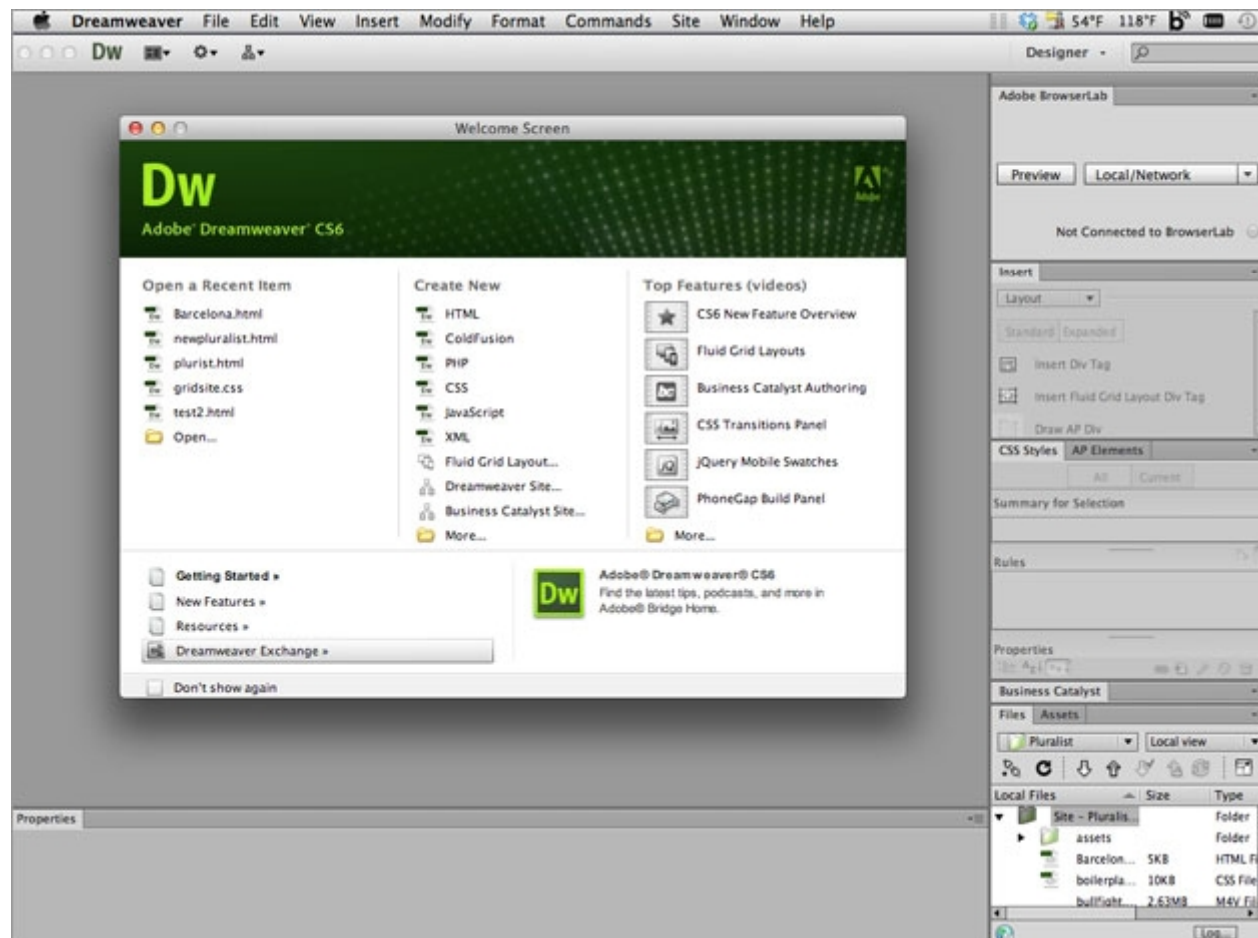 Dreamweaver File Edit View Insert Modify Format Commands Site Window Help
54°F 118°F
Dw
Designer
Welcome Screen
Dw
Adobe® Dreamweaver® CS6
Adobe
Open a Recent Item
Barcelona.html
newpluralist.html
plurist.html
gridsite.css
test2.html
Open...
Create New
HTML
ColdFusion
PHP
CSS
JavaScript
XML
Fluid Grid Layout...
Dreamweaver Site...
Business Catalyst Site...
More...
Top Features (videos)
CS6 New Feature Overview
Fluid Grid Layouts
Business Catalyst Authoring
CSS Transitions Panel
jQuery Mobile Swatches
PhoneGap Build Panel
More...
Getting Started »
New Features »
Resources »
Dreamweaver Exchange »
Dw
Adobe® Dreamweaver® CS6
Find the latest tips, podcasts, and more in
Adobe® Bridge Home.
Don't show again
Properties
Adobe BrowserLab
Preview Local/Network
Not Connected to BrowserLab
Insert
Layout
Standard Expanded
Insert Div Tag
Insert Fluid Grid Layout Div Tag
Draw AP Div
CSS Styles AP Elements
All Current
Summary for Selection
Rules
Properties
Business Catalyst
Files Assets
Pluralist Local view
Local Files Size Type
Site - Pluralis... Folder
assets Folder
Barcelon... 5KB HTML Fi
boilerpla... 10KB CSS File
bullfight... 2.63MB M4V Fil
Log...